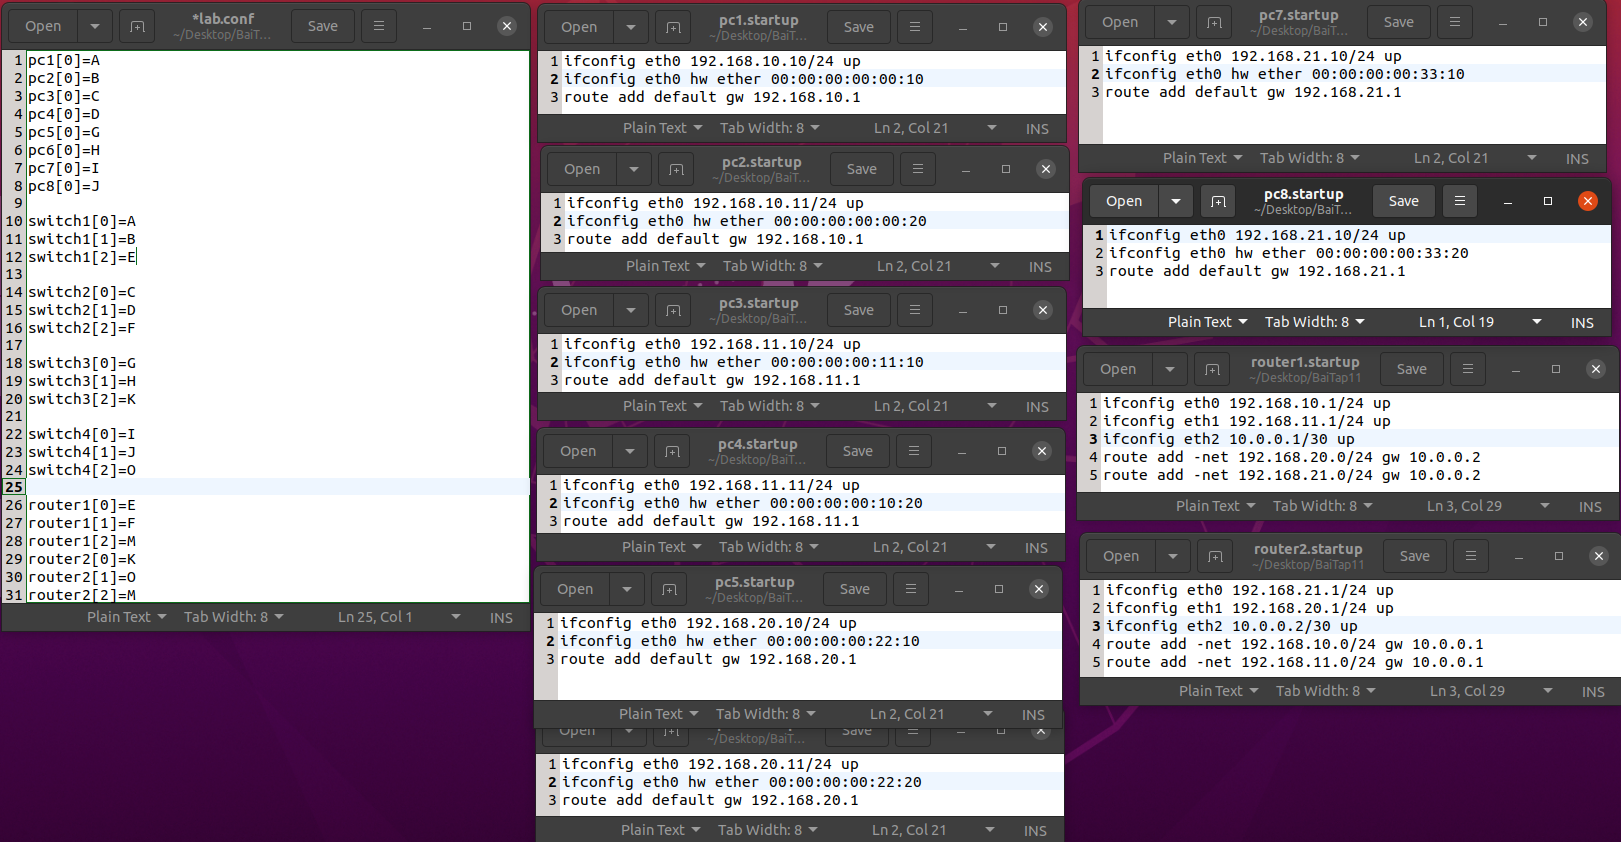 Open
*lab.conf
~/Desktop/BaiT...
Save
1 pc1[0]=A
2 pc2[0]=B
3 pc3[0]=C
4 pc4[0]=D
5 pc5[0]=G
6 pc6[0]=H
7 pc7[0]=I
8 pc8[0]=J
9
10 switch1[0]=A
11 switch1[1]=B
12 switch1[2]=E
13
14 switch2[0]=C
15 switch2[1]=D
16 switch2[2]=F
17
18 switch3[0]=G
19 switch3[1]=H
20 switch3[2]=K
21
22 switch4[0]=I
23 switch4[1]=J
24 switch4[2]=O
25
26 router1[0]=E
27 router1[1]=F
28 router1[2]=M
29 router2[0]=K
30 router2[1]=O
31 router2[2]=M
Plain Text Tab Width: 8 Ln 25, Col 1 INS
Open
pc1.startup
~/Desktop/BaiT...
Save
1 ifconfig eth0 192.168.10.10/24 up
2 ifconfig eth0 hw ether 00:00:00:00:00:10
3 route add default gw 192.168.10.1
Plain Text Tab Width: 8 Ln 2, Col 21 INS
Open
pc2.startup
~/Desktop/BaiT...
Save
1 ifconfig eth0 192.168.10.11/24 up
2 ifconfig eth0 hw ether 00:00:00:00:00:20
3 route add default gw 192.168.10.1
Plain Text Tab Width: 8 Ln 2, Col 21 INS
Open
pc3.startup
~/Desktop/BaiT...
Save
1 ifconfig eth0 192.168.11.10/24 up
2 ifconfig eth0 hw ether 00:00:00:00:11:10
3 route add default gw 192.168.11.1
Plain Text Tab Width: 8 Ln 2, Col 21 INS
Open
pc4.startup
~/Desktop/BaiT...
Save
1 ifconfig eth0 192.168.11.11/24 up
2 ifconfig eth0 hw ether 00:00:00:00:10:20
3 route add default gw 192.168.11.1
Plain Text Tab Width: 8 Ln 2, Col 21 INS
Open
pc5.startup
~/Desktop/BaiT...
Save
1 ifconfig eth0 192.168.20.10/24 up
2 ifconfig eth0 hw ether 00:00:00:00:22:10
3 route add default gw 192.168.20.1
Plain Text Tab Width: 8 Ln 2, Col 21 INS
Open
~/Desktop/BaiT...
Save
1 ifconfig eth0 192.168.20.11/24 up
2 ifconfig eth0 hw ether 00:00:00:00:22:20
3 route add default gw 192.168.20.1
Plain Text Tab Width: 8 Ln 2, Col 21 INS
Open
pc7.startup
~/Desktop/BaiT...
Save
1 ifconfig eth0 192.168.21.10/24 up
2 ifconfig eth0 hw ether 00:00:00:00:33:10
3 route add default gw 192.168.21.1
Plain Text Tab Width: 8 Ln 2, Col 21 INS
Open
pc8.startup
~/Desktop/BaiT...
Save
1 ifconfig eth0 192.168.21.10/24 up
2 ifconfig eth0 hw ether 00:00:00:00:33:20
3 route add default gw 192.168.21.1
Plain Text Tab Width: 8 Ln 1, Col 19 INS
Open
router1.startup
~/Desktop/BaiTap11
Save
1 ifconfig eth0 192.168.10.1/24 up
2 ifconfig eth1 192.168.11.1/24 up
3 ifconfig eth2 10.0.0.1/30 up
4 route add -net 192.168.20.0/24 gw 10.0.0.2
5 route add -net 192.168.21.0/24 gw 10.0.0.2
Plain Text Tab Width: 8 Ln 3, Col 29 INS
Open
router2.startup
~/Desktop/BaiTap11
Save
1 ifconfig eth0 192.168.21.1/24 up
2 ifconfig eth1 192.168.20.1/24 up
3 ifconfig eth2 10.0.0.2/30 up
4 route add -net 192.168.10.0/24 gw 10.0.0.1
5 route add -net 192.168.11.0/24 gw 10.0.0.1
Plain Text Tab Width: 8 Ln 3, Col 29 INS